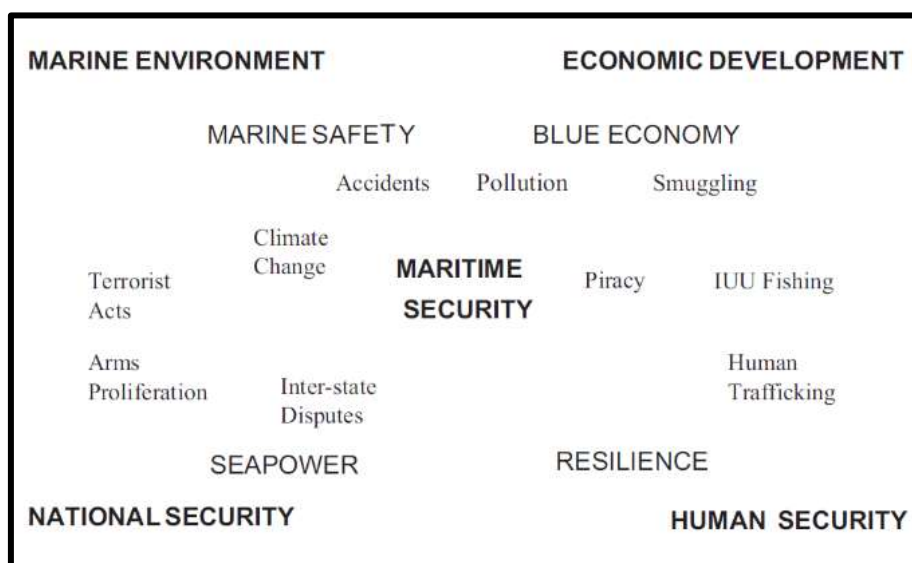 MARINE ENVIRONMENT
ECONOMIC DEVELOPMENT
MARINE SAFETY
BLUE ECONOMY
Accidents
Pollution
Smuggling
Climate
Change
MARITIME
SECURITY
Terrorist
Acts
Piracy
IUU Fishing
Arms
Proliferation
Inter-state
Disputes
Human
Trafficking
SEAPOWER
RESILIENCE
NATIONAL SECURITY
HUMAN SECURITY